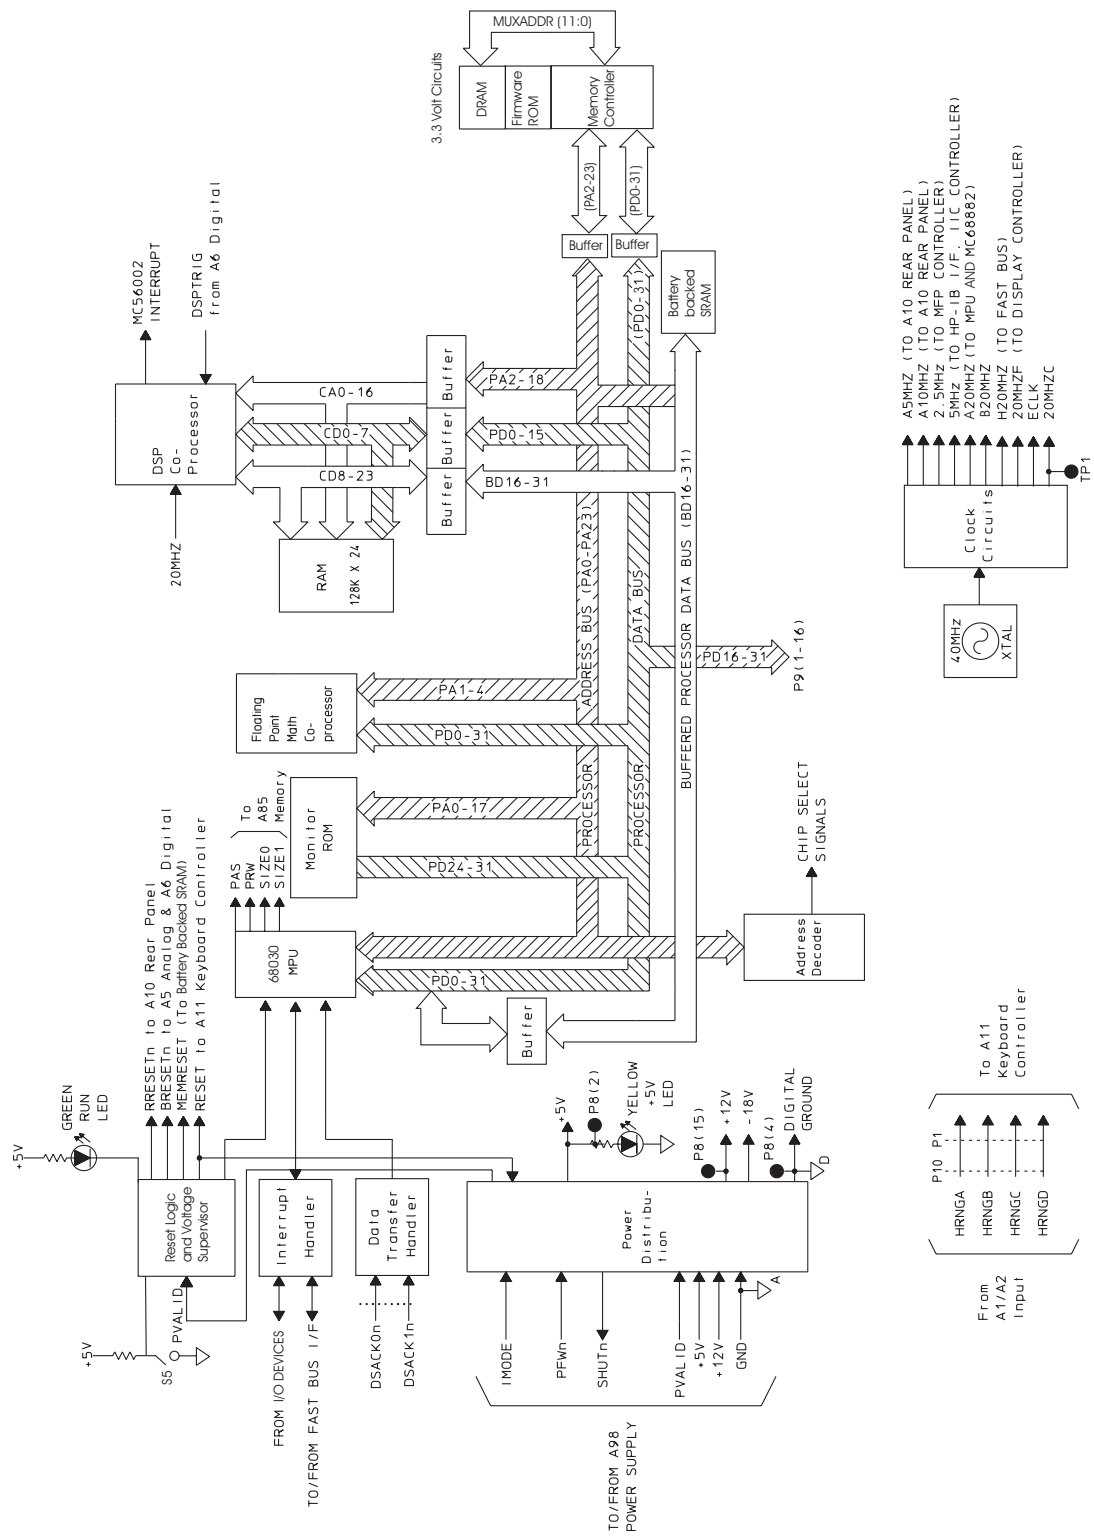 +5V
GREEN
RUN
LED
RRESETn to A10 Rear Panel
BRESETn to A5 Analog & A6 Digital
MEMRESET (To Battery Backed SRAM)
RESET to A11 Keyboard Controller
Reset Logic
and Voltage
Supervisor
+5V
S5
PVALID
Interrupt
Handler
FROM I/O DEVICES
TO/FROM FAST BUS I/F
Data
Transfer
Handler
DSACK0n
DSACK1n
68030
MPU
PAS
PRW
SIZE0
SIZE1
To
A85
Memory
Monitor
ROM
Floating
Point
Math
Co-
processor
PD0-31
PD24-31
PA0-17
PD0-31
PA1-4
20MHZ
DSP
Co-
Processor
MC56002
INTERRUPT
DSPTRIG
from A6 Digital
RAM
128K X 24
CD8-23
CD0-7
CA0-16
Buffer
Buffer
Buffer
BD16-31
PD0-15
PA2-18
3.3 Volt Circuits
DRAM
Firmware
ROM
Memory
Controller
MUXADDR (11:0)
(PA2-23)
(PD0-31)
Buffer
Buffer
(PD0-31)
Battery
backed
SRAM
PROCESSOR
ADDRESS BUS (PA0-PA23)
PROCESSOR
DATA BUS
BUFFERED PROCESSOR DATA BUS (BD16-31)
PD16-31
P9(1-16)
Buffer
Address
Decoder
CHIP SELECT
SIGNALS
Power
Distribu-
tion
+5V
P8(2)
YELLOW
+5V
LED
P8(15)
+12V
-18V
P8(4)
DIGITAL
GROUND
D
IMODE
PFWn
SHUTn
PVALID
+5V
+12V
GND
A
TO/FROM A98
POWER SUPPLY
From
A1/A2
Input
HRNGA
HRNGB
HRNGC
HRNGD
P10 P1
To A11
Keyboard
Controller
40MHz
XTAL
Clock
Circuits
A5MHZ (TO A10 REAR PANEL)
A10MHZ (TO A10 REAR PANEL)
2.5MHz (TO MFP CONTROLLER)
5MHz (TO HP-IB I/F. IIC CONTROLLER)
A20MHZ (TO MPU AND MC68882)
B20MHZ
H20MHZ (TO FAST BUS)
20MHZF (TO DISPLAY CONTROLLER)
ECLK
20MHZC
TP1